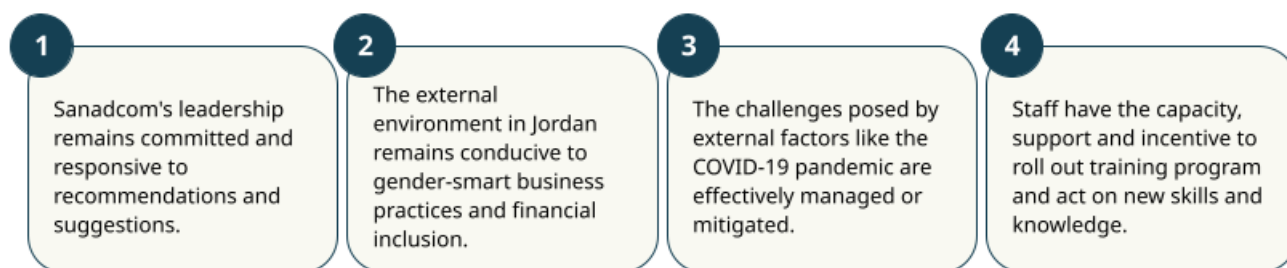 1
Sanadcom's leadership
remains committed and
responsive to
recommendations and
suggestions.
2
The external
environment in Jordan
remains conducive to
gender-smart business
practices and financial
inclusion.
3
The challenges posed by
external factors like the
COVID-19 pandemic are
effectively managed or
mitigated.
4
Staff have the capacity,
support and incentive to
roll out training program
and act on new skills and
knowledge.